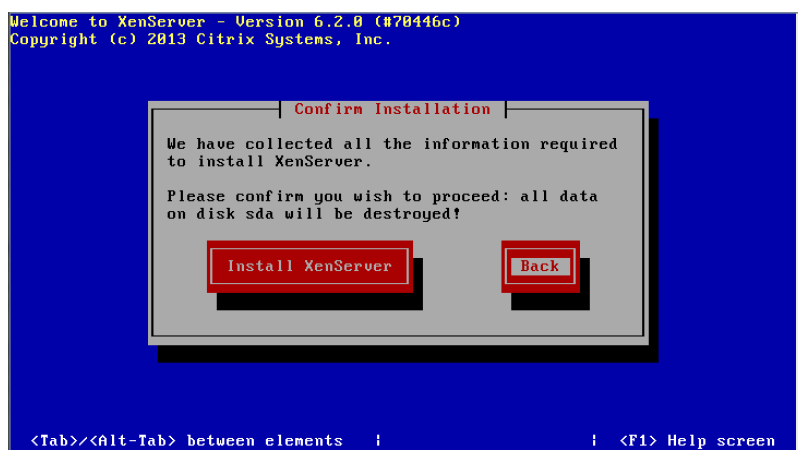 Welcome to XenServer - Version 6.2.0 (#70446c)
Copyright (c) 2013 Citrix Systems, Inc.
Confirm Installation
We have collected all the information required
to install XenServer.
Please confirm you wish to proceed: all data
on disk sda will be destroyed!
Install XenServer Back
<Tab>/<Alt-Tab> between elements | | <F1> Help screen